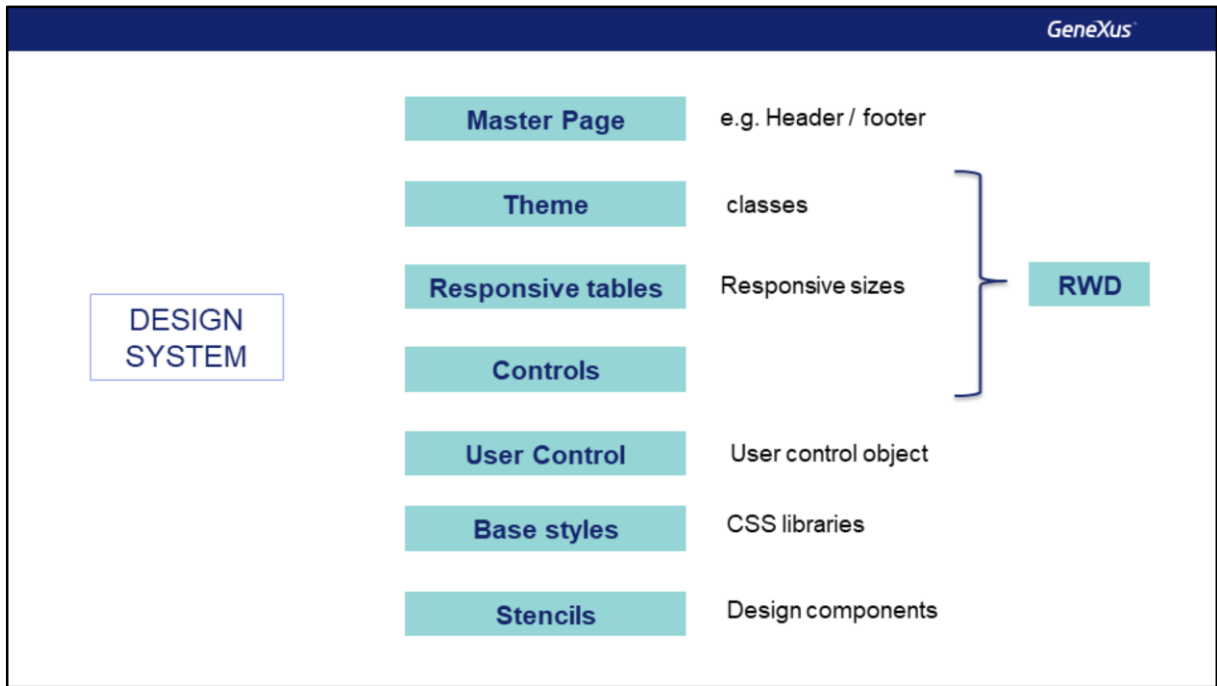 GeneXus™
Master Page
e.g. Header / footer
Theme
classes
Responsive tables
Responsive sizes
RWD
DESIGN
SYSTEM
Controls
User Control
User control object
Base styles
CSS libraries
Stencils
Design components